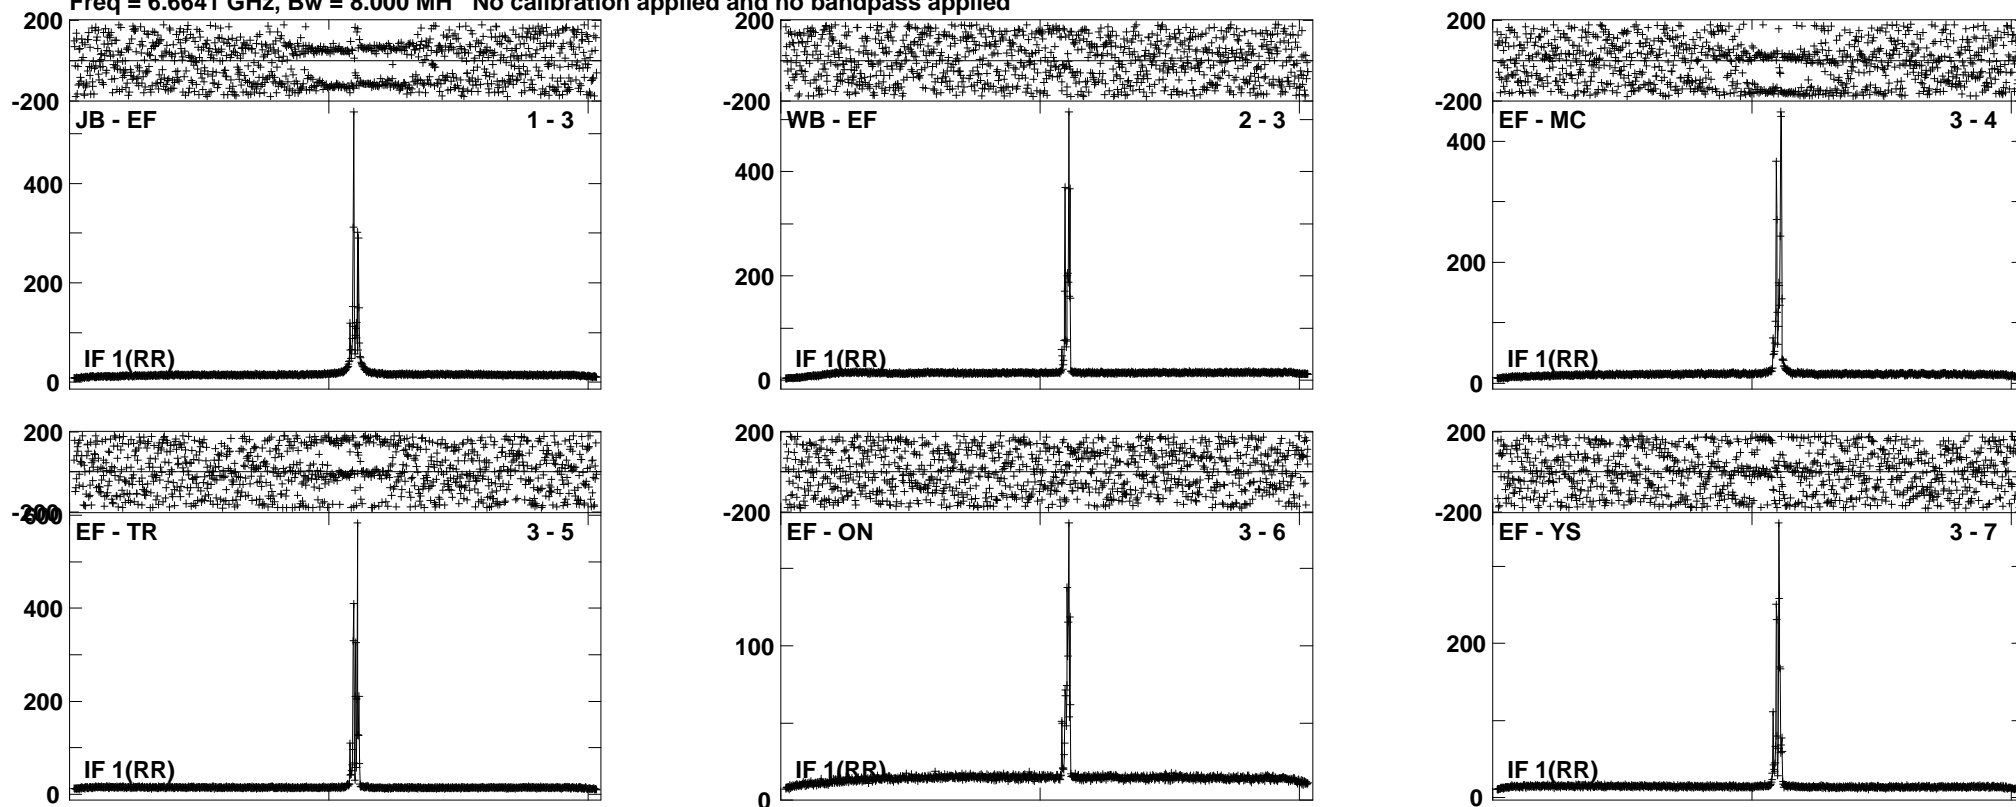 Freq = 6.6641 GHz, Bw = 8.000 MH   No calibration applied and no bandpass applied
200
-200
JB - EF 1 - 3
400
200
IF 1(RR)
0
200
-200
WB - EF 2 - 3
400
200
IF 1(RR)
0
200
-200
EF - MC 3 - 4
400
200
IF 1(RR)
0
200
-200
600
EF - TR 3 - 5
400
200
IF 1(RR)
0
200
-200
EF - ON 3 - 6
100
IF 1(RR)
0
200
-200
EF - YS 3 - 7
200
IF 1(RR)
0